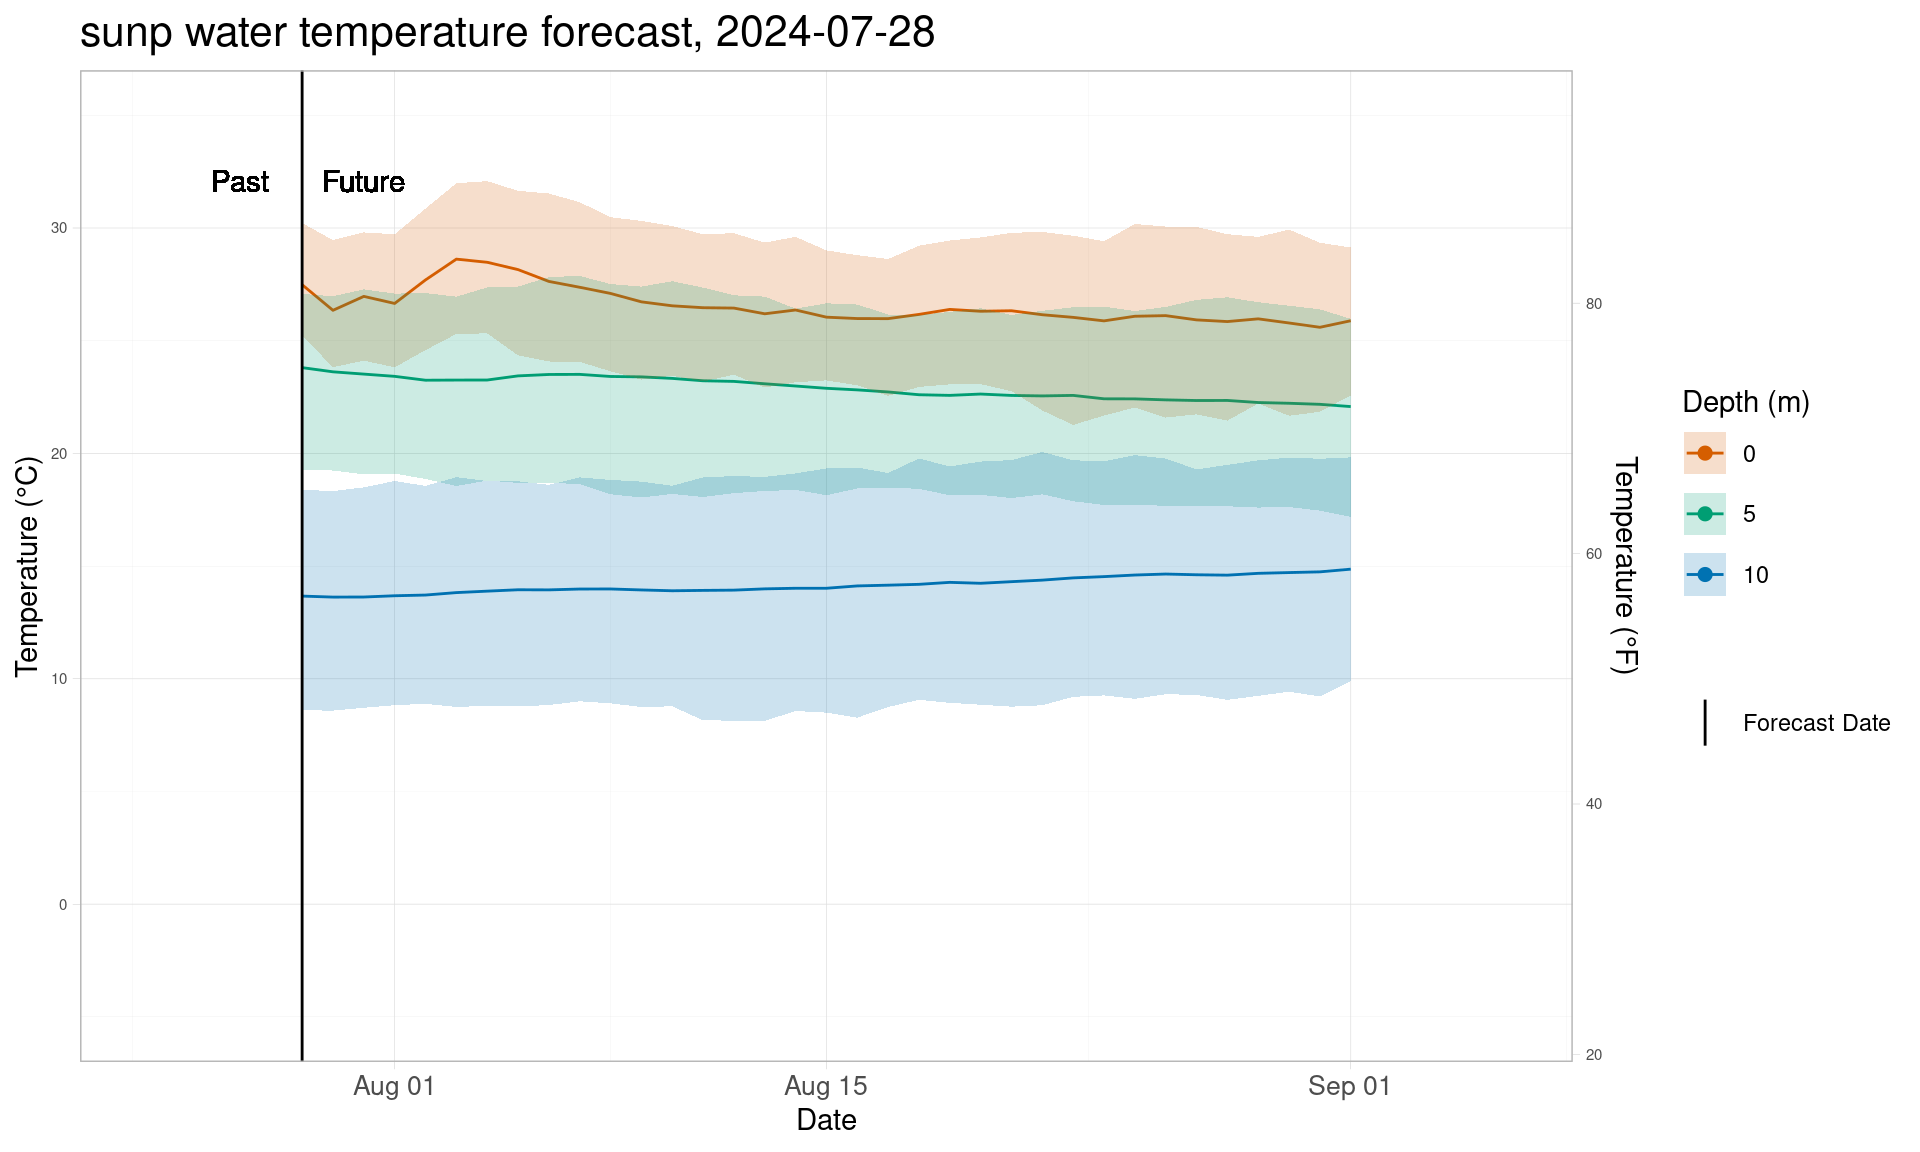 sunp water temperature forecast, 2024-07-28
Past
Future
30
20
10
0
Temperature (°C)
80
60
40
20
Temperature (°F)
Aug 01
Aug 15
Sep 01
Date
Depth (m)
0
5
10
Forecast Date